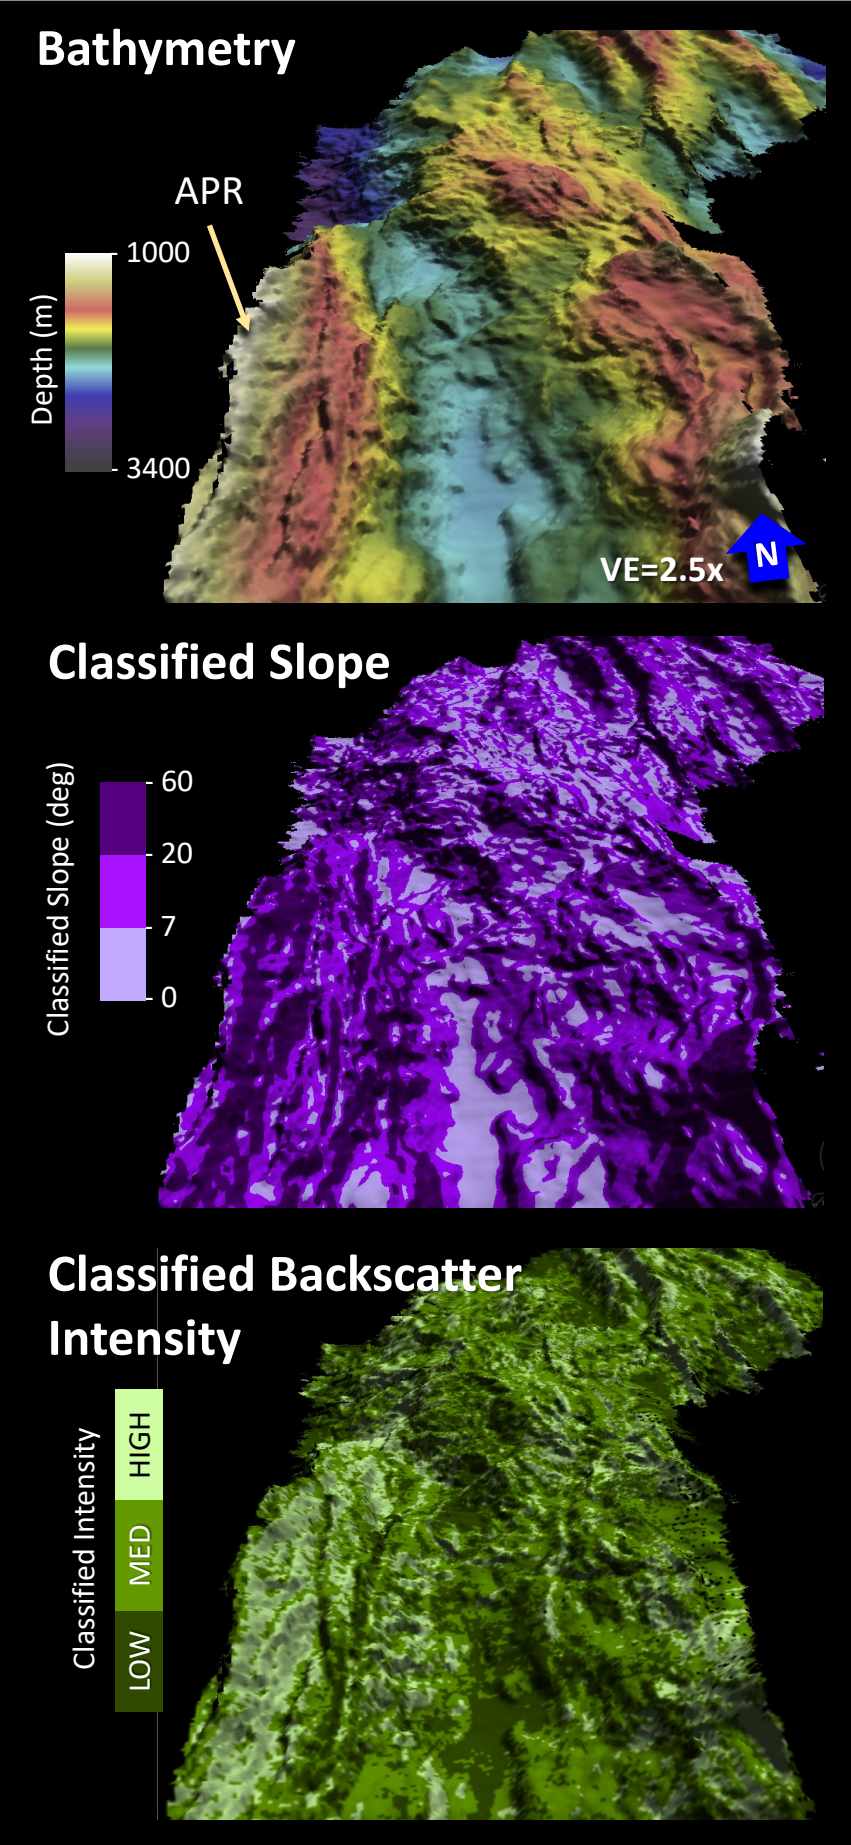 Bathymetry
APR
1000
Depth (m)
3400
VE=2.5x
N
Classified Slope
Classified Slope (deg)
60
20
7
0
Classified Backscatter
Intensity
Classified Intensity
HIGH
MED
LOW